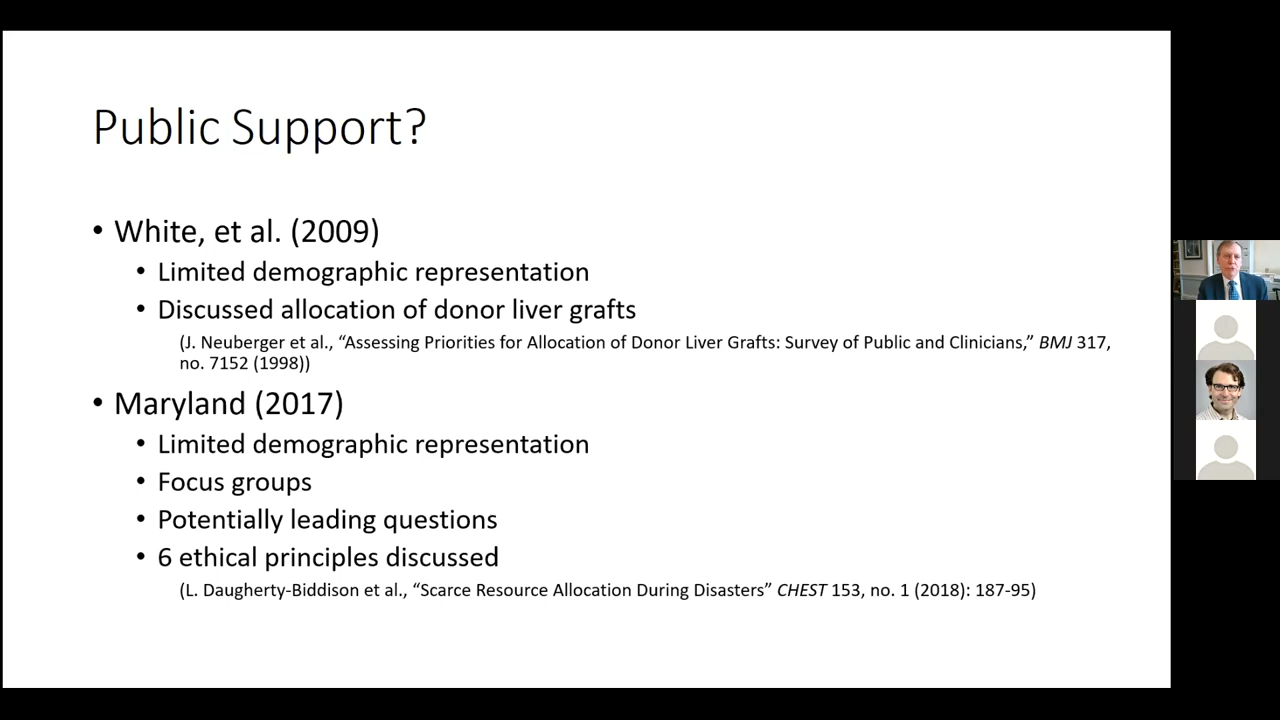 Public Support?
• White, et al. (2009)
• Limited demographic representation
• Discussed allocation of donor liver grafts
(J. Neuberger et al., “Assessing Priorities for Allocation of Donor Liver Grafts: Survey of Public and Clinicians,” BMJ 317,
no. 7152 (1998))
• Maryland (2017)
• Limited demographic representation
• Focus groups
• Potentially leading questions
• 6 ethical principles discussed
(L. Daugherty-Biddison et al., “Scarce Resource Allocation During Disasters” CHEST 153, no. 1 (2018): 187-95)